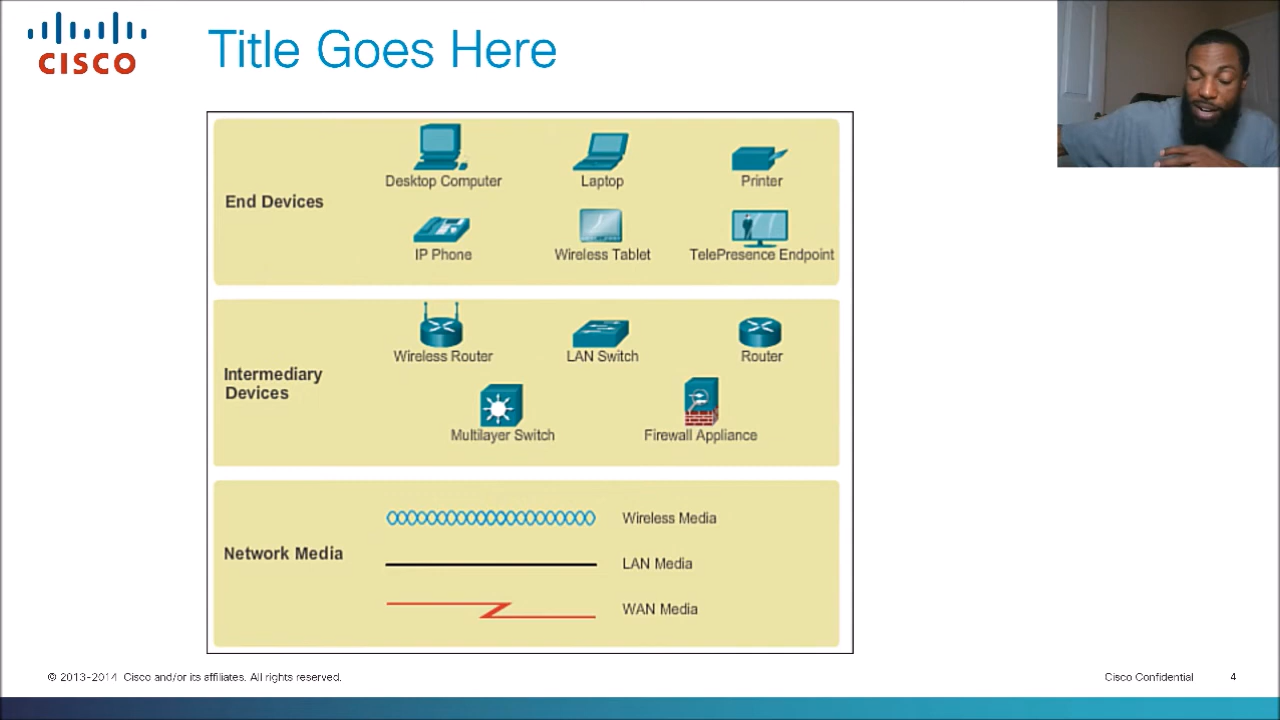 CISCO
Title Goes Here
End Devices
Desktop Computer
Laptop
Printer
IP Phone
Wireless Tablet
TelePresence Endpoint
Intermediary
Devices
Wireless Router
LAN Switch
Router
Multilayer Switch
Firewall Appliance
Network Media
Wireless Media
LAN Media
WAN Media
© 2013-2014 Cisco and/or its affiliates. All rights reserved.
Cisco Confidential
4